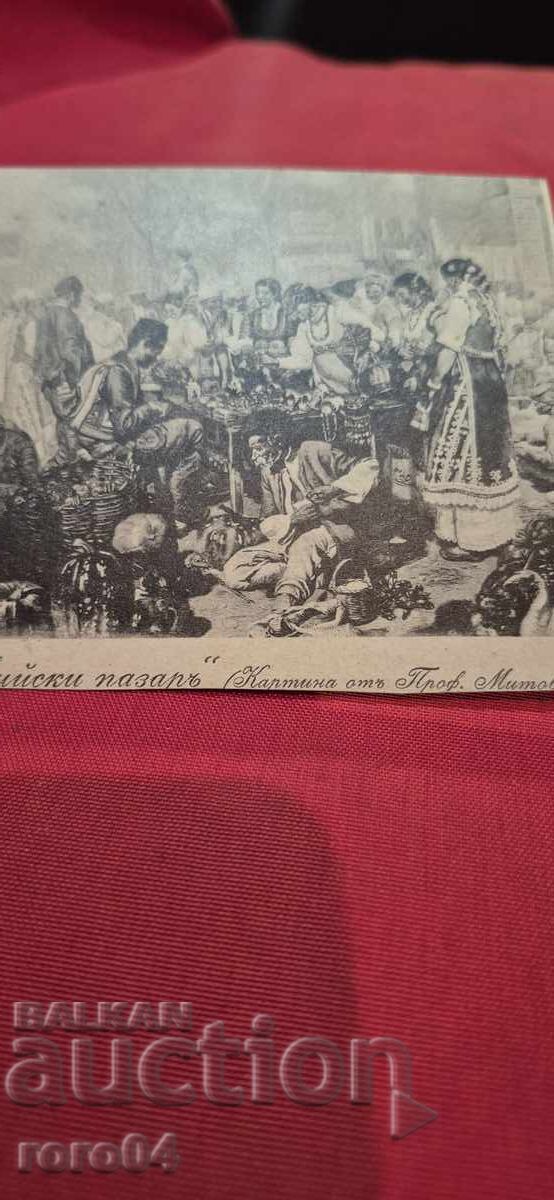 ийски пазаръ“ (Картина отъ Проф. Митов
BALKAN
auction
roro04